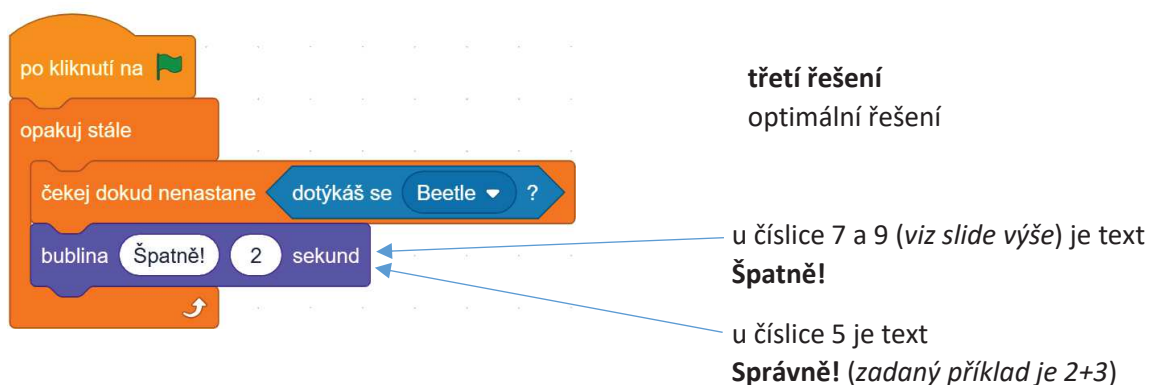 po kliknutí na
opakuj stále
čekej dokud nenastane dotýkáš se Beetle ?
bublina Špatně! 2 sekund
třetí řešení
optimální řešení
u číslice 7 a 9 (viz slide výše) je text
Špatně!
u číslice 5 je text
Správně! (zadaný příklad je 2+3)